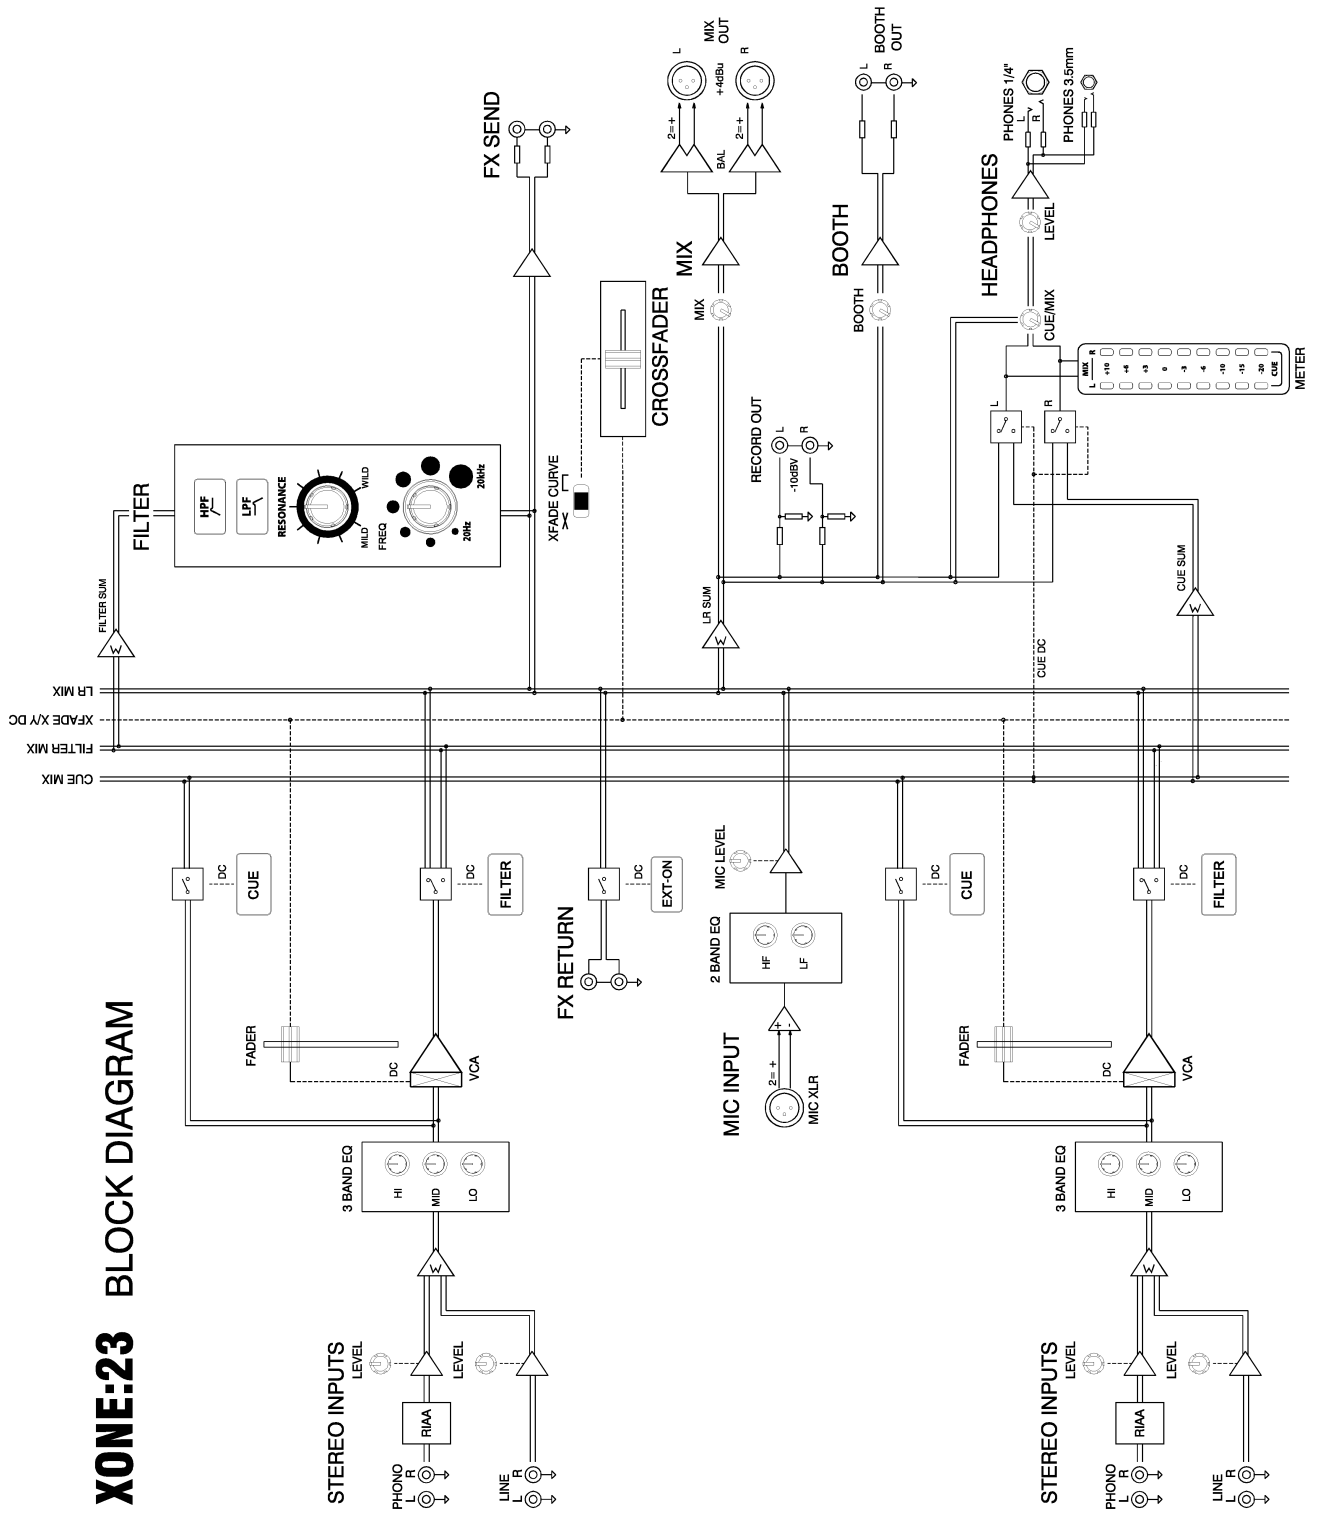 XONE:23 BLOCK DIAGRAM
STEREO INPUTS
PHONO
L
R
RIAA
LEVEL
LINE
L
R
LEVEL
3 BAND EQ
HI
MID
LO
VCA
DC
FADER
DC
CUE
DC
FILTER
FX RETURN
DC
EXT-ON
MIC INPUT
MIC XLR
2= +
+
-
2 BAND EQ
HF
LF
MIC LEVEL
STEREO INPUTS
PHONO
L
R
RIAA
LEVEL
LINE
L
R
LEVEL
3 BAND EQ
HI
MID
LO
VCA
DC
FADER
DC
CUE
DC
FILTER
CUE MIX
FILTER MIX
XFADE X/Y DC
LR MIX
FILTER SUM
FILTER
HPF
LPF
RESONANCE
MILD
WILD
FREQ
20Hz
20kHz
FX SEND
XFADE CURVE
CROSSFADER
LR SUM
MIX
MIX
BAL
2=+
2=+
+4dBu
L
R
MIX OUT
RECORD OUT
-10dBV
L
R
BOOTH
BOOTH
L
R
BOOTH OUT
CUE DC
CUE SUM
L
R
METER
MIX
L
R
+10
+6
+3
0
-3
-6
-10
-15
-20
CUE
HEADPHONES
CUE/MIX
LEVEL
L
R
PHONES 1/4"
PHONES 3.5mm